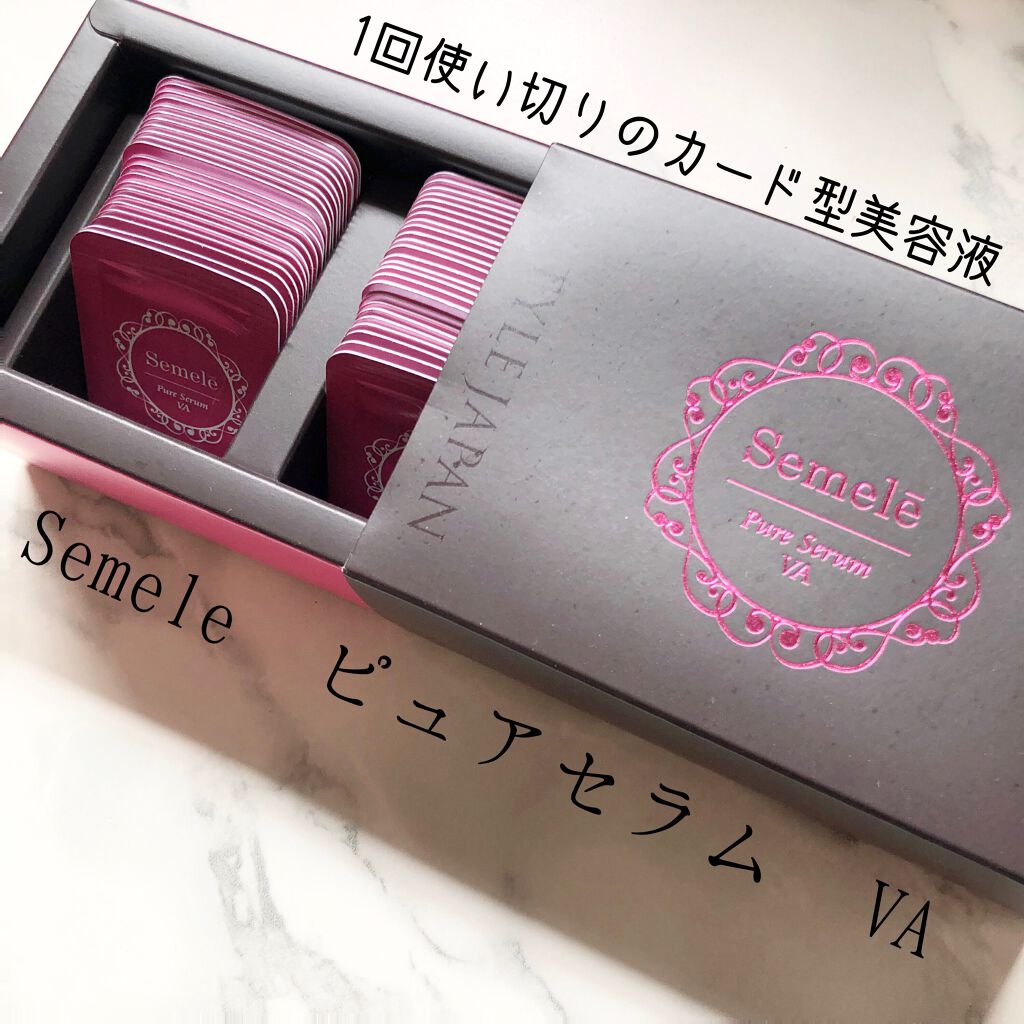 1回使い切りのカード型美容液
Semelē
Pure Serum
VA
TYLE JAPAN
Semelē
Pure Serum
VA
Semele ピュアセラム VA